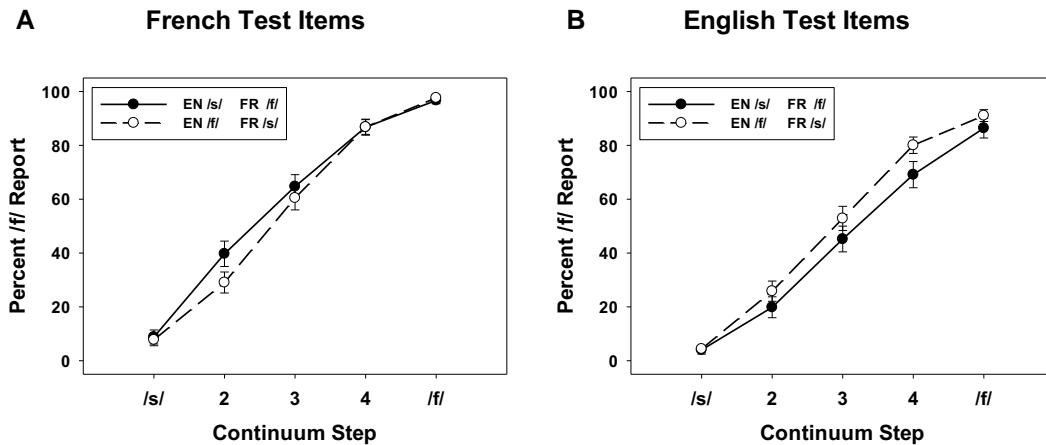 A French Test Items
Percent /f/ Report
100
80
60
40
20
0
EN /s/ FR /f/
EN /f/ FR /s/
/s/ 2 3 4 /f/
Continuum Step
B English Test Items
Percent /f/ Report
100
80
60
40
20
0
EN /s/ FR /f/
EN /f/ FR /s/
/s/ 2 3 4 /f/
Continuum Step